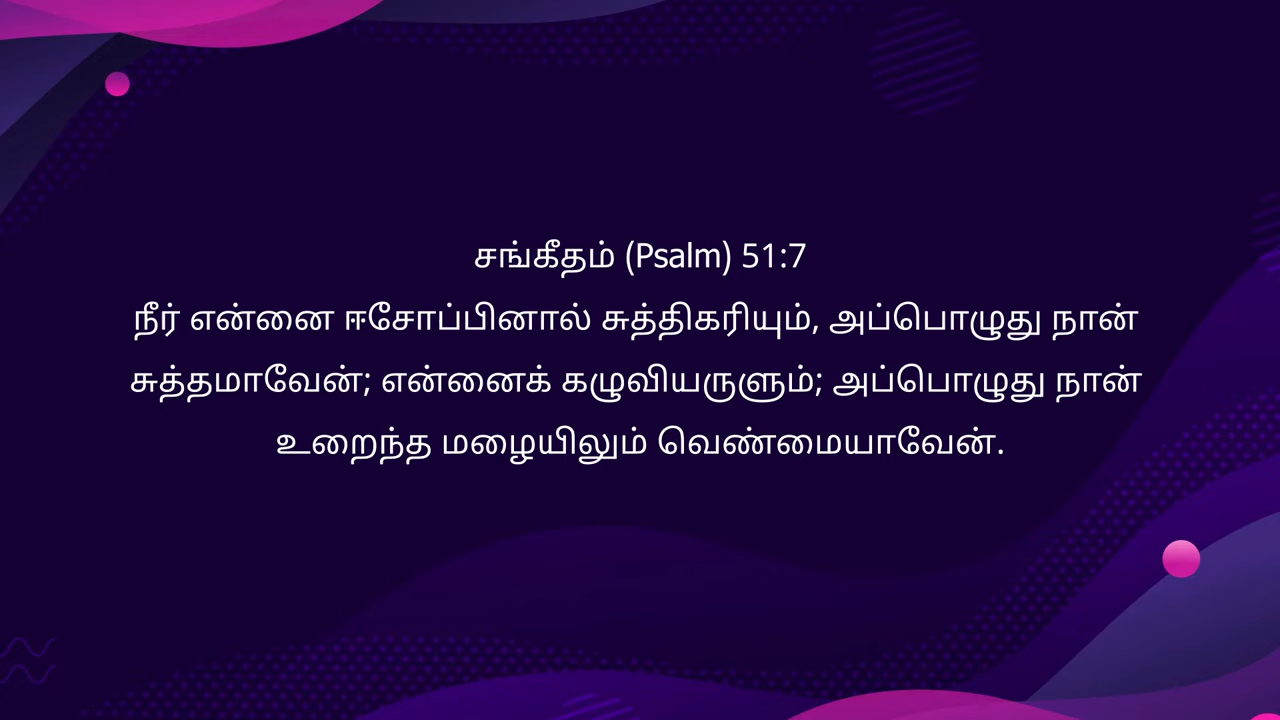 சங்கீதம் (Psalm) 51:7
நீர் என்னை ஈசோப்பினால் சுத்திகரியும், அப்பொழுது நான்
சுத்தமாவேன்; என்னைக் கழுவியருளும்; அப்பொழுது நான்
உறைந்த மழையிலும் வெண்மையாவேன்.